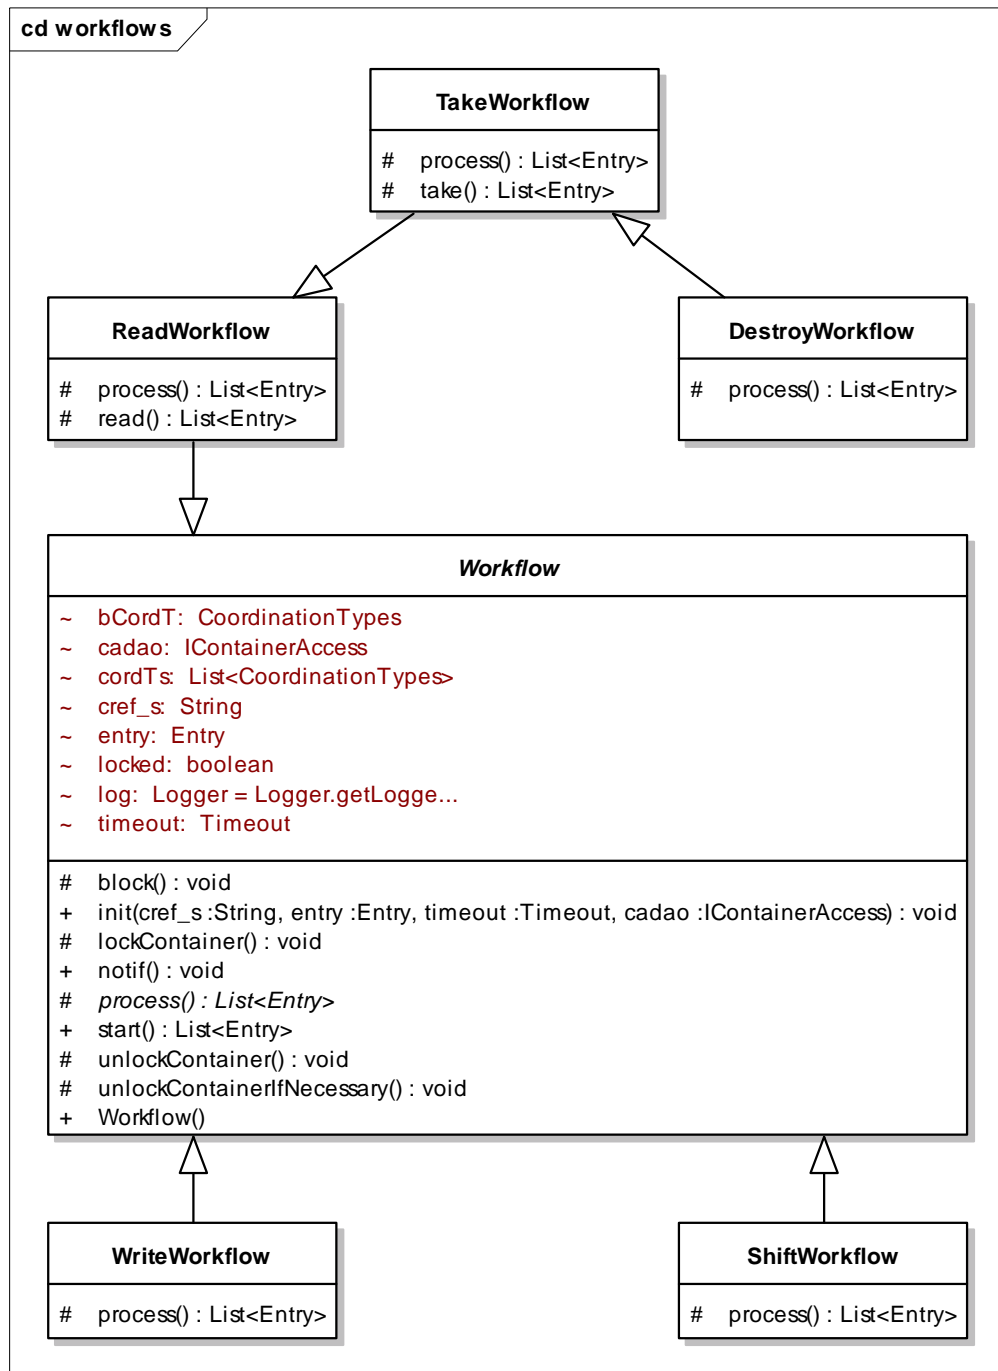 cd workflows
TakeWorkflow
# process() : List<Entry>
# take() : List<Entry>
ReadWorkflow
# process() : List<Entry>
# read() : List<Entry>
DestroyWorkflow
# process() : List<Entry>
Workflow
~ bCordT: CoordinationTypes
~ cadao: IContainerAccess
~ cordTs: List<CoordinationTypes>
~ cref_s: String
~ entry: Entry
~ locked: boolean
~ log: Logger = Logger.getLogge...
~ timeout: Timeout
# block() : void
+ init(cref_s :String, entry :Entry, timeout :Timeout, cadao :IContainerAccess) : void
# lockContainer() : void
+ notif() : void
# process() : List<Entry>
+ start() : List<Entry>
# unlockContainer() : void
# unlockContainerIfNecessary() : void
+ Workflow()
WriteWorkflow
# process() : List<Entry>
ShiftWorkflow
# process() : List<Entry>